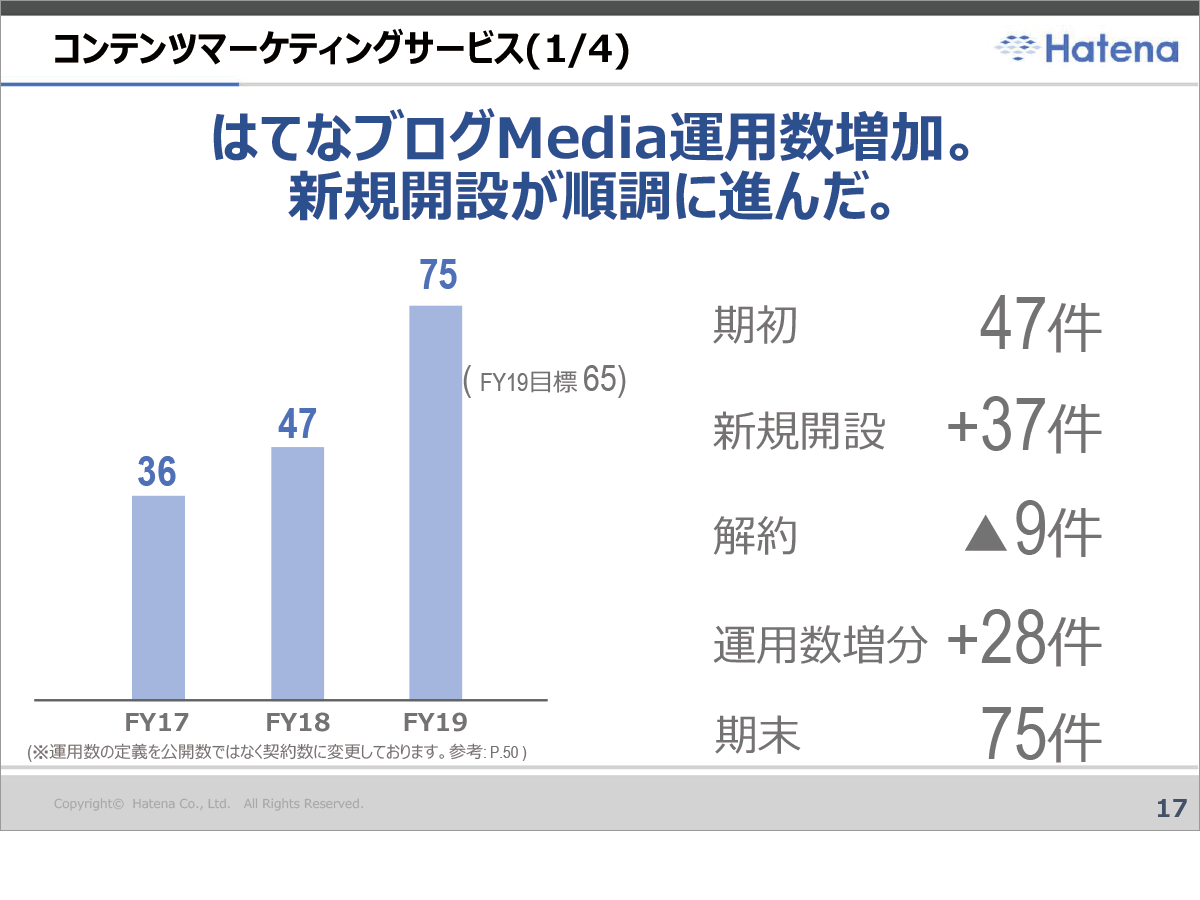 コンテンツマーケティングサービス(1/4)
Hatena
はてなブログMedia運用数増加。
新規開設が順調に進んだ。
75
(FY19目標 65)
47
36
FY17 FY18 FY19
(※運用数の定義を公開数ではなく契約数に変更しております。参考: P.50 )
期初 47件
新規開設 +37件
解約 ▲9件
運用数増分 +28件
期末 75件
Copyright© Hatena Co., Ltd. All Rights Reserved.
17